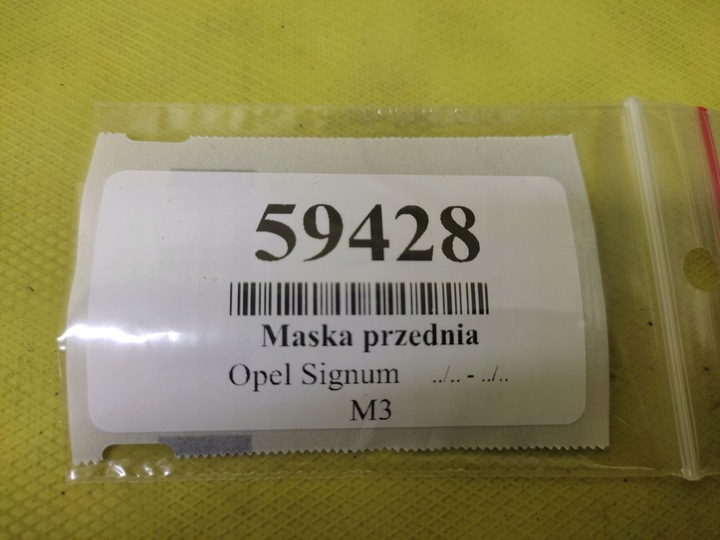 59428
Maska przednia
Opel Signum ../.. - ../..
M3